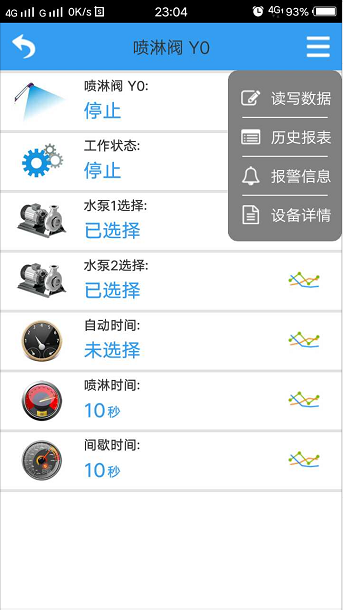 4G G 0K/s S 23:04 4G 93%
喷淋阀 Y0
喷淋阀 Y0:
停止
读写数据
历史报表
报警信息
设备详情
工作状态:
停止
水泵1选择:
已选择
水泵2选择:
已选择
自动时间:
未选择
喷淋时间:
10秒
间歇时间:
10秒